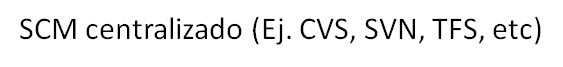 SCM centralizado (Ej. CVS, SVN, TFS, etc)